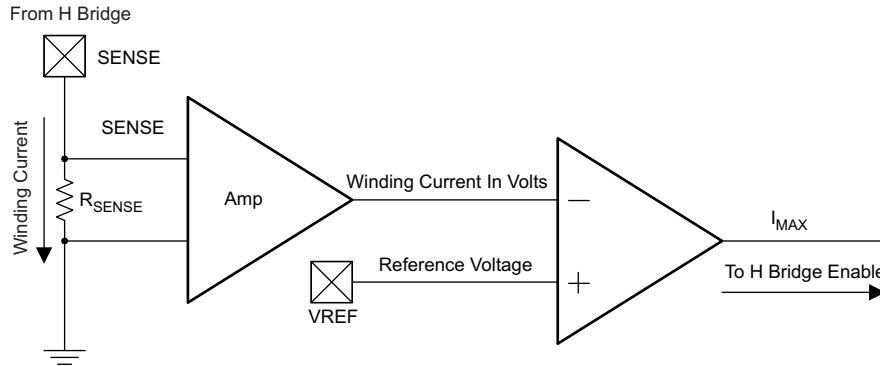 From H Bridge
SENSE
SENSE
Winding Current
RSENSE
Amp
Winding Current In Volts
Reference Voltage
VREF
−
+
IMAX
To H Bridge Enable